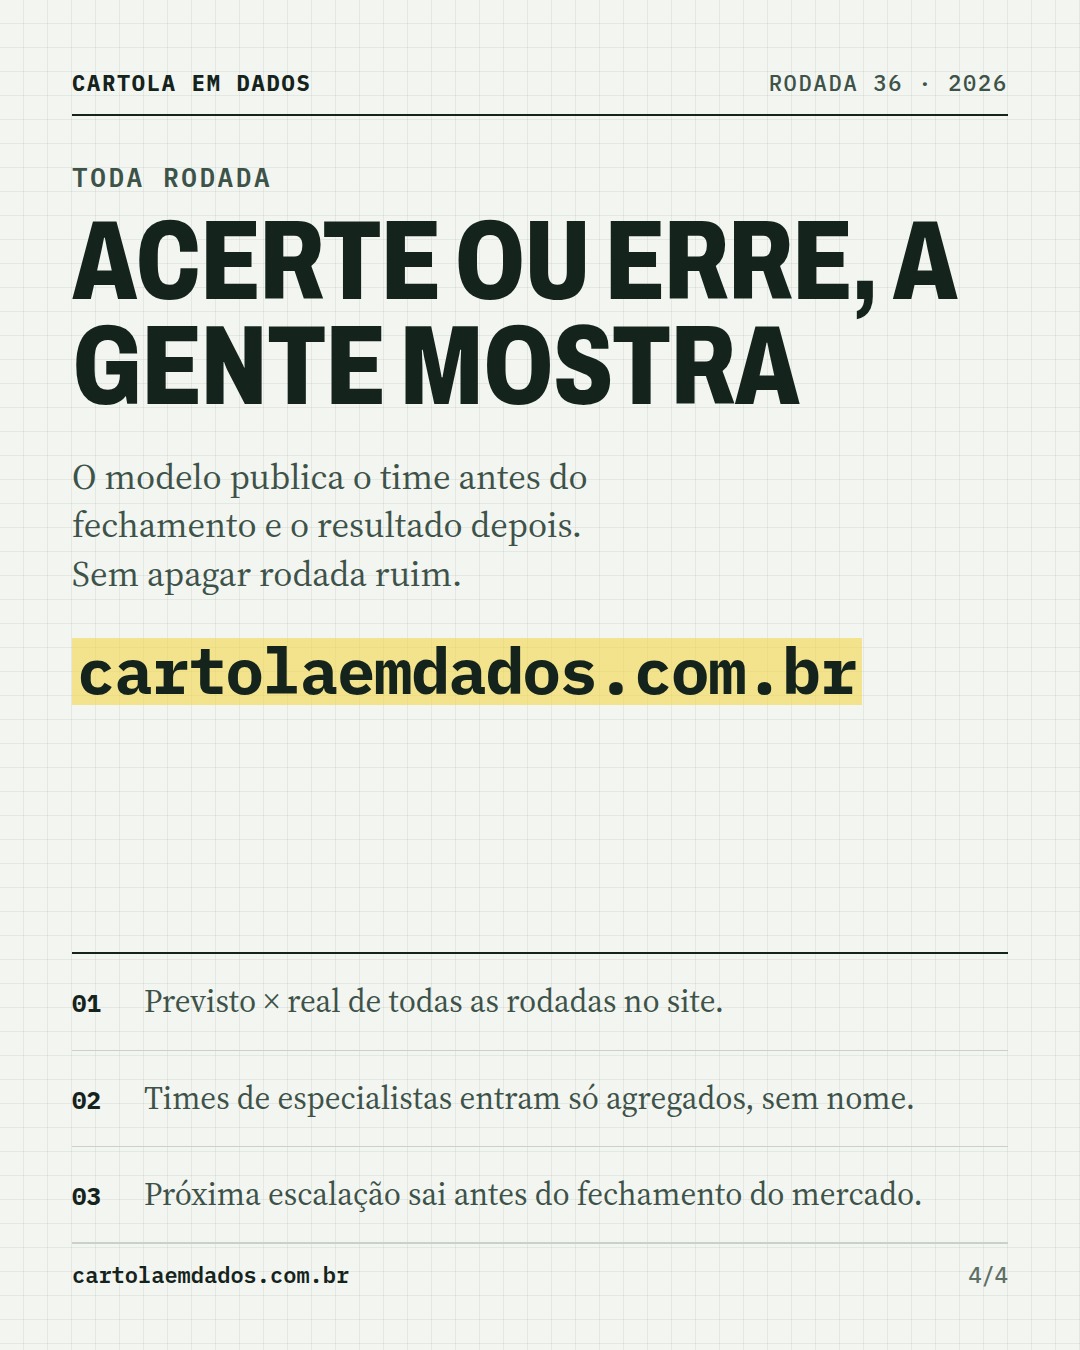 CARTOLA EM DADOS
RODADA 36 · 2026
TODA RODADA
ACERTE OU ERRE, A
GENTE MOSTRA
O modelo publica o time antes do
fechamento e o resultado depois.
Sem apagar rodada ruim.
cartolaemdados.com.br
01 Previsto × real de todas as rodadas no site.
02 Times de especialistas entram só agregados, sem nome.
03 Próxima escalação sai antes do fechamento do mercado.
cartolaemdados.com.br
4/4